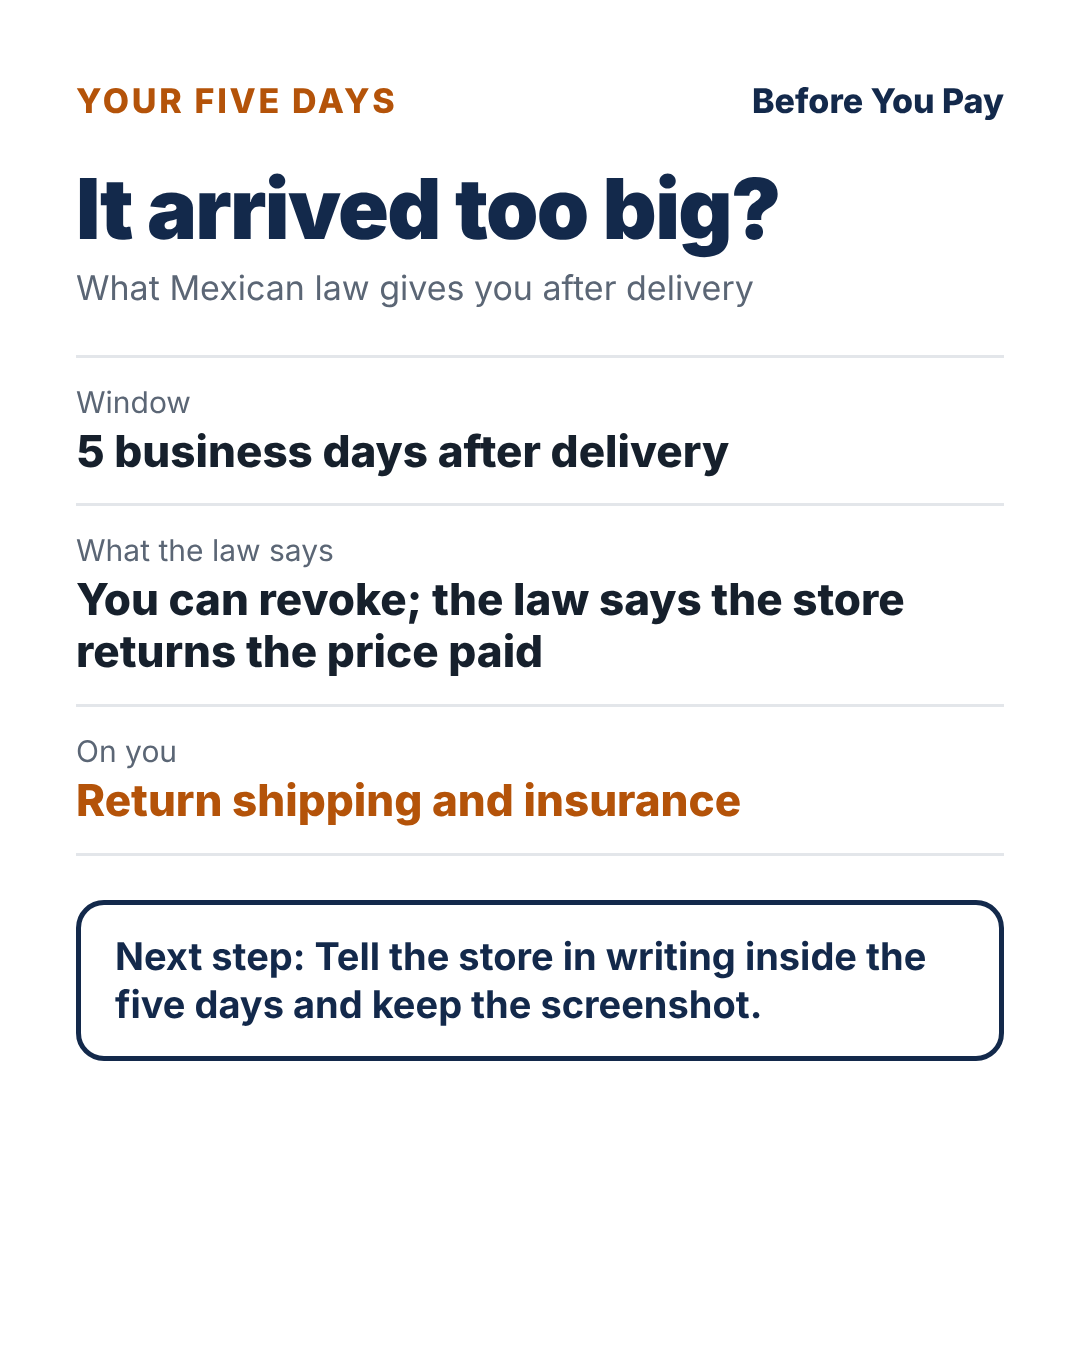 YOUR FIVE DAYS
Before You Pay
It arrived too big?
What Mexican law gives you after delivery
Window
5 business days after delivery
What the law says
You can revoke; the law says the store
returns the price paid
On you
Return shipping and insurance
Next step: Tell the store in writing inside the
five days and keep the screenshot.